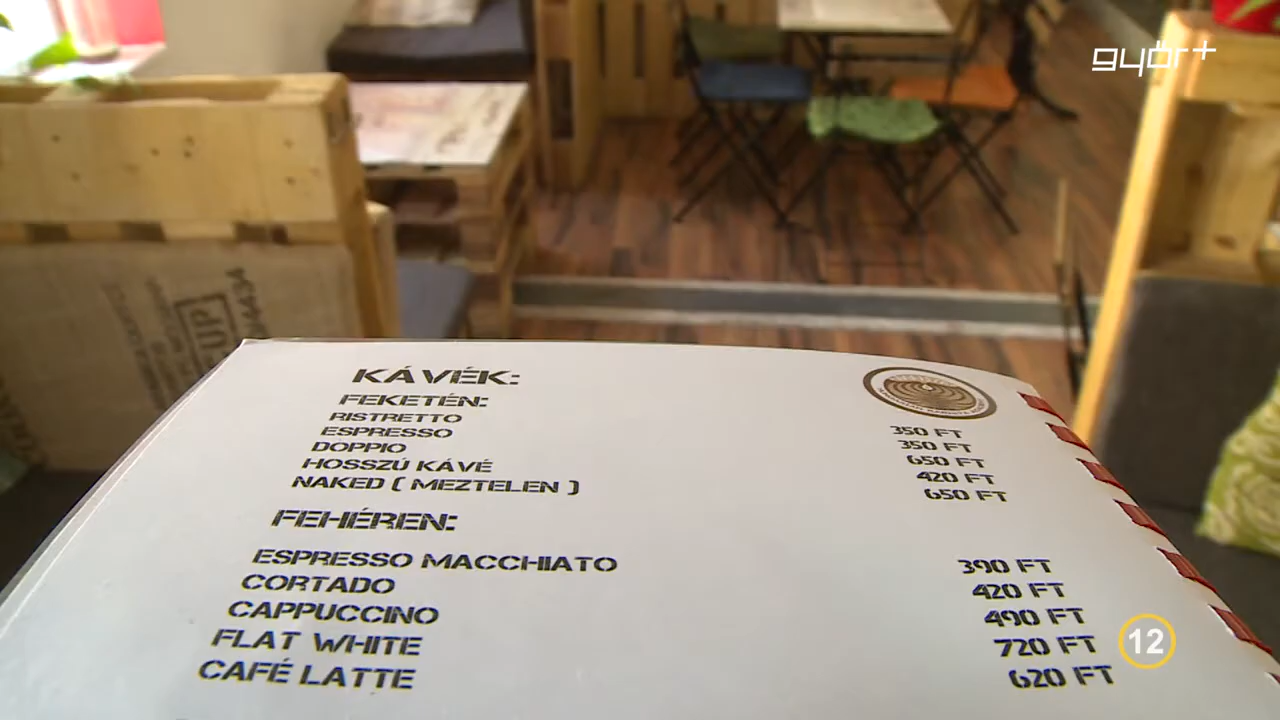 győr+
KÁVÉK:
FEKETÉN:
RISTRETTO 350 FT
ESPRESSO 350 FT
DOPPIO 650 FT
HOSSZÚ KÁVÉ 420 FT
NAKED ( MEZTELEN ) 650 FT
FEHÉREN:
ESPRESSO MACCHIATO 390 FT
CORTADO 420 FT
CAPPUCCINO 490 FT
FLAT WHITE 720 FT
CAFÉ LATTE 620 FT
12